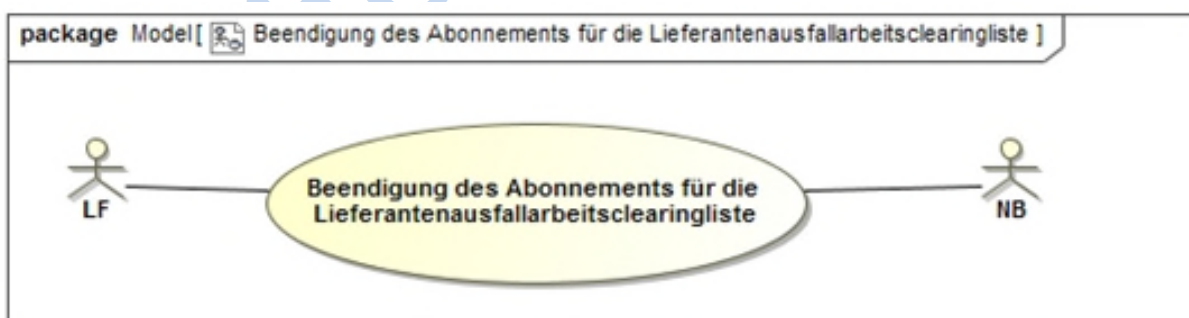 package Model[ Beendigung des Abonnements für die Lieferantenausfallarbeitsclearingliste ]
Beendigung des Abonnements für die
Lieferantenausfallarbeitsclearingliste
LF
NB